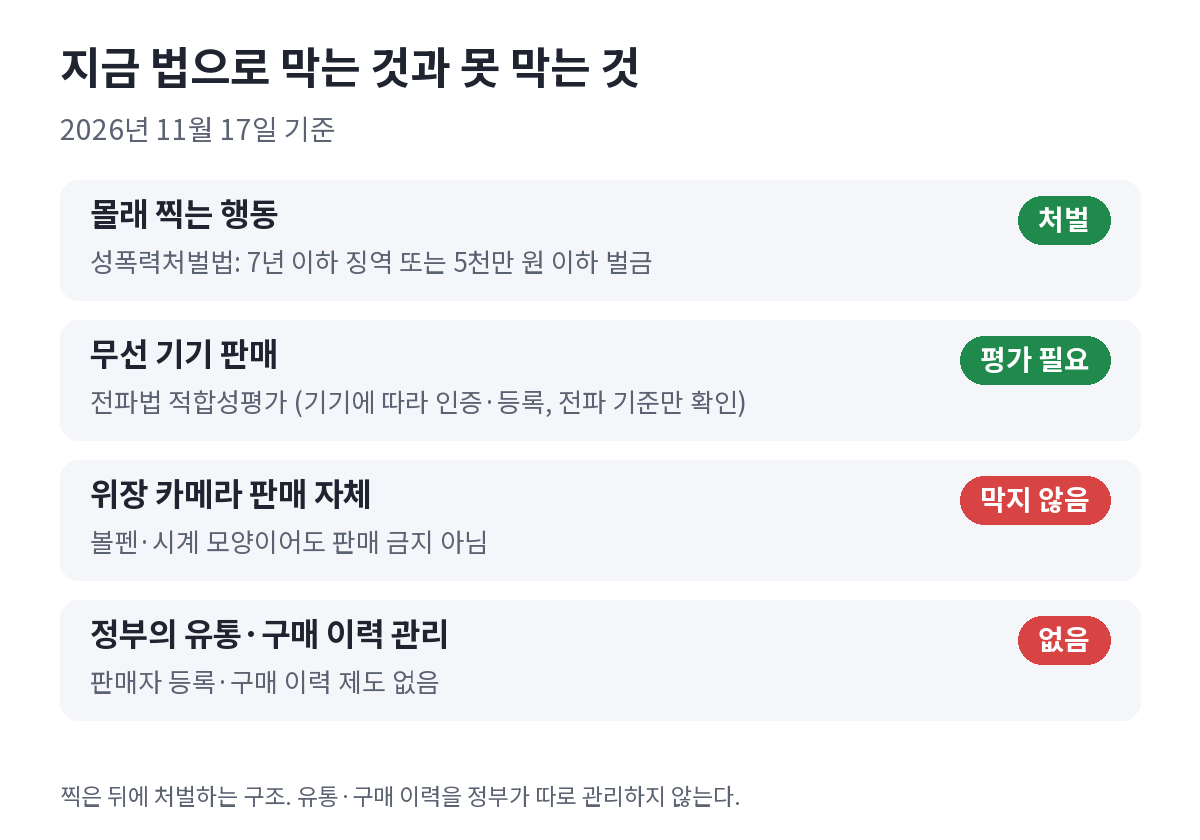 지금 법으로 막는 것과 못 막는 것
2026년 11월 17일 기준
몰래 찍는 행동
처벌
성폭력처벌법: 7년 이하 징역 또는 5천만 원 이하 벌금
무선 기기 판매
평가 필요
전파법 적합성평가 (기기에 따라 인증·등록, 전파 기준만 확인)
위장 카메라 판매 자체
막지 않음
볼펜·시계 모양이어도 판매 금지 아님
정부의 유통·구매 이력 관리
없음
판매자 등록·구매 이력 제도 없음
찍은 뒤에 처벌하는 구조. 유통·구매 이력을 정부가 따로 관리하지 않는다.